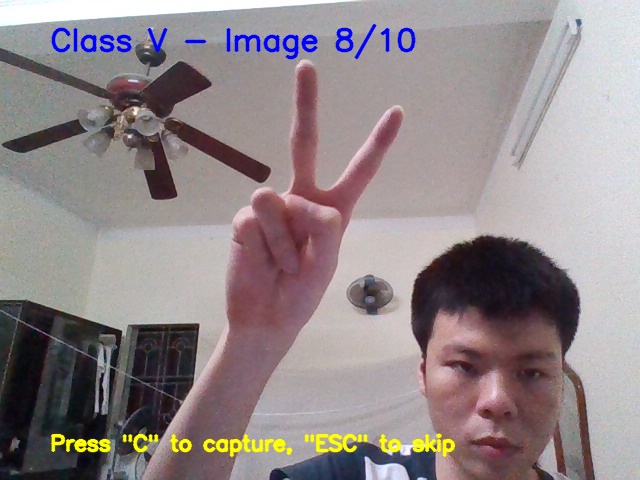 Class V - Image 8/10
Press "C" to capture, "ESC" to skip